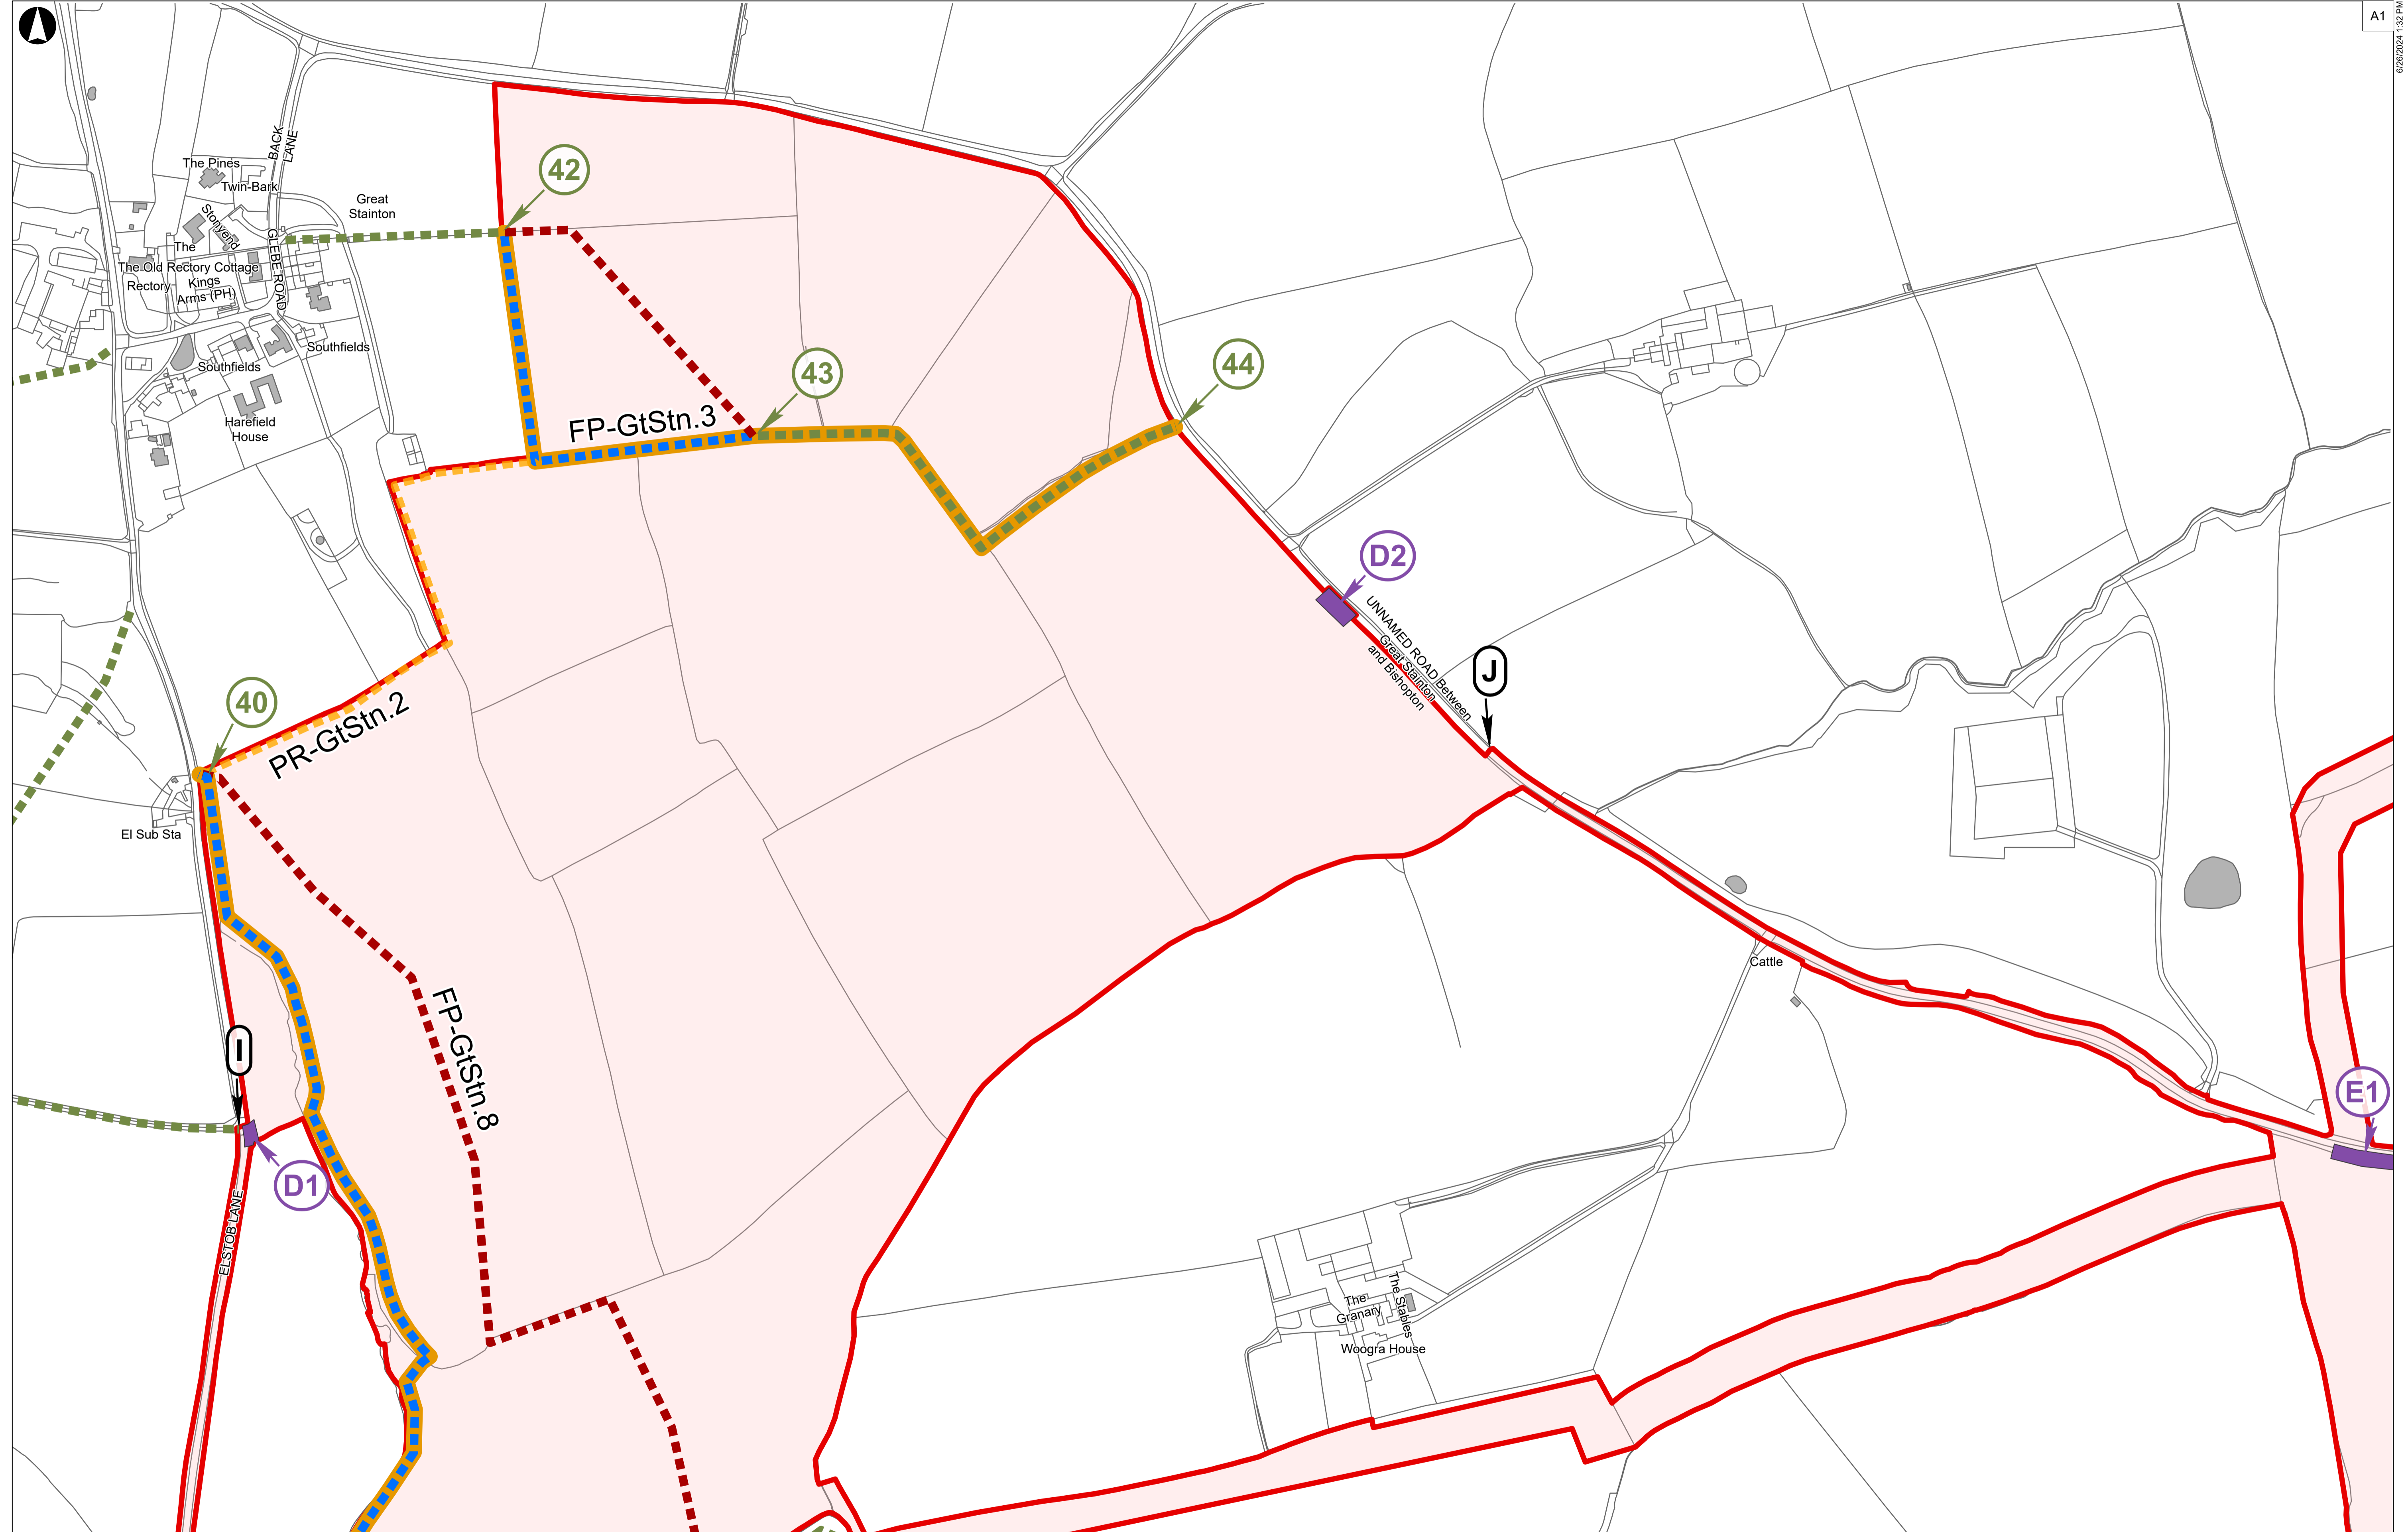 A1
6/26/2024 1:32 PM
BACK
LANE
The Pines
Twin-Bark
42
Great
Stainton
Stonyend
GLEBE ROAD
The
The Old Rectory Cottage
Rectory
Kings
Arms (PH)
Southfields
Southfields
43
44
FP-GtStn.3
Harefield
House
D2
UNNAMED ROAD Between
Great Stainton
and Bishopton
J
40
PR-GtStn.2
El Sub Sta
Cattle
FP-GtStn.8
I
E1
D1
ELSTOB LANE
The
Granary
The Stables
Woogra House